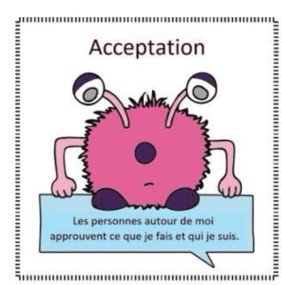 Acceptation
Les personnes autour de moi
approuvent ce que je fais et qui je suis.